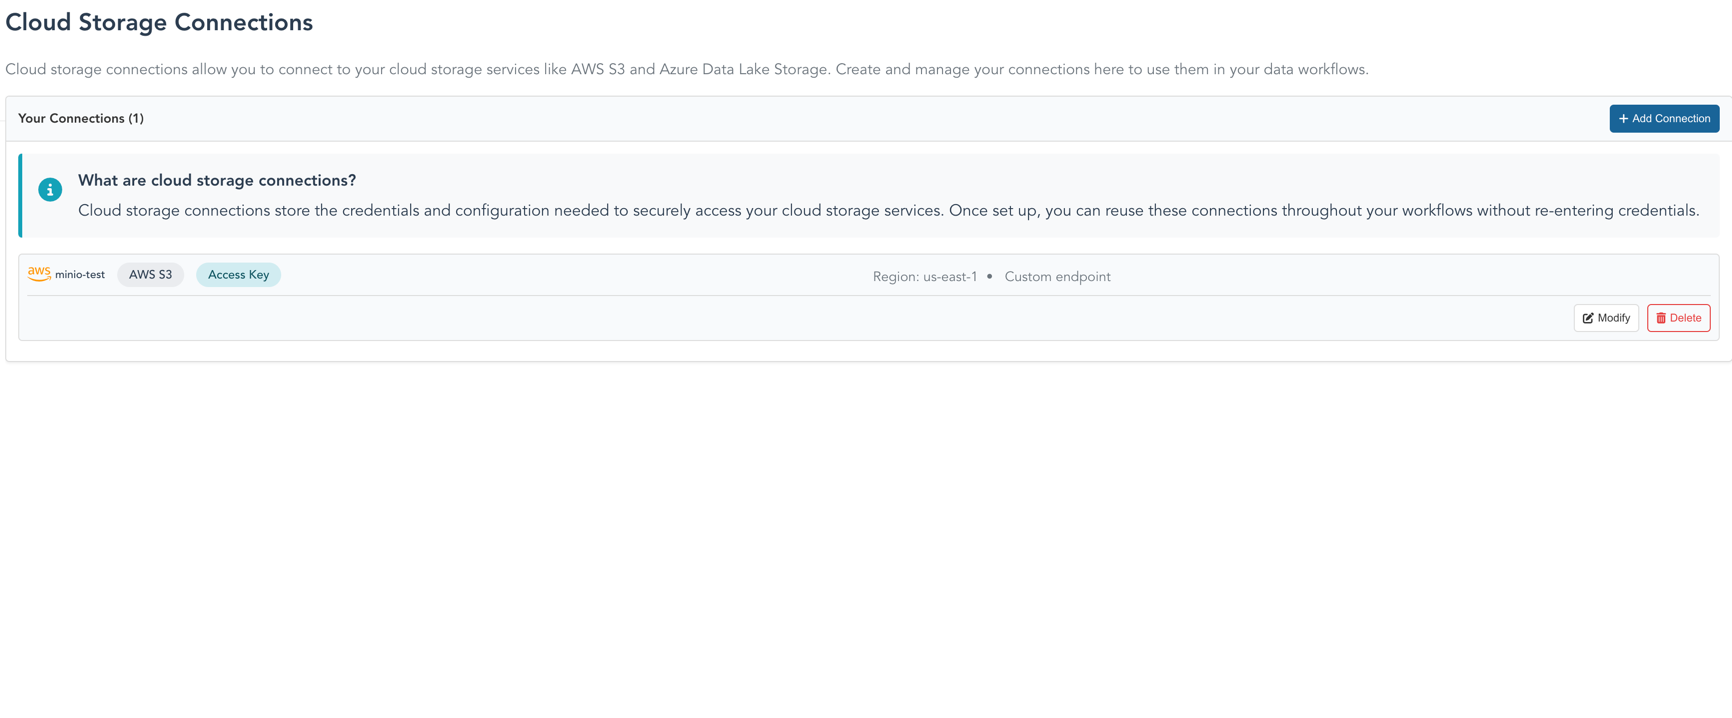 Cloud Storage Connections
Cloud storage connections allow you to connect to your cloud storage services like AWS S3 and Azure Data Lake Storage. Create and manage your connections here to use them in your data workflows.
Your Connections (1)
+ Add Connection
What are cloud storage connections?
Cloud storage connections store the credentials and configuration needed to securely access your cloud storage services. Once set up, you can reuse these connections throughout your workflows without re-entering credentials.
aws minio-test AWS S3 Access Key Region: us-east-1 • Custom endpoint
Modify Delete